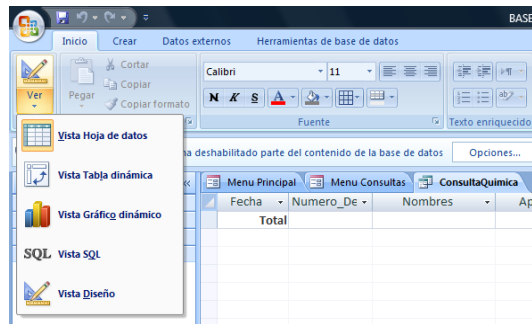 BASE
Inicio Crear Datos externos Herramientas de base de datos
Ver
Pegar
Cortar
Copiar
Copiar formato
Calibri 11
N K S A
Fuente
Texto enriquecido
Vista Hoja de datos
Vista Tabla dinámica
Vista Gráfico dinámico
SQL Vista SQL
Vista Diseño
na deshabilitado parte del contenido de la base de datos Opciones...
Menu Principal Menu Consultas ConsultaQuimica
Fecha Numero_De Nombres Ap
Total